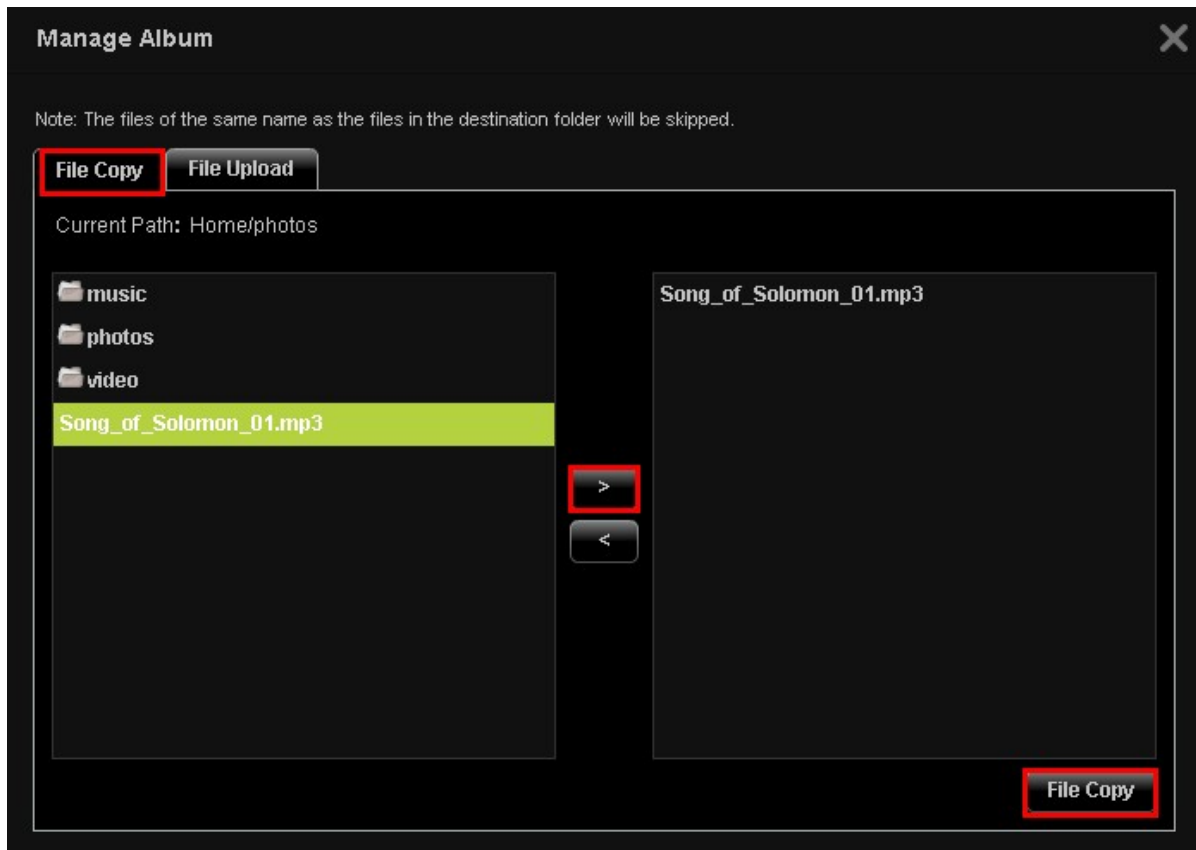 Manage Album
Note: The files of the same name as the files in the destination folder will be skipped.
File Copy
File Upload
Current Path: Home/photos
music
photos
video
Song_of_Solomon_01.mp3
>
<
Song_of_Solomon_01.mp3
File Copy